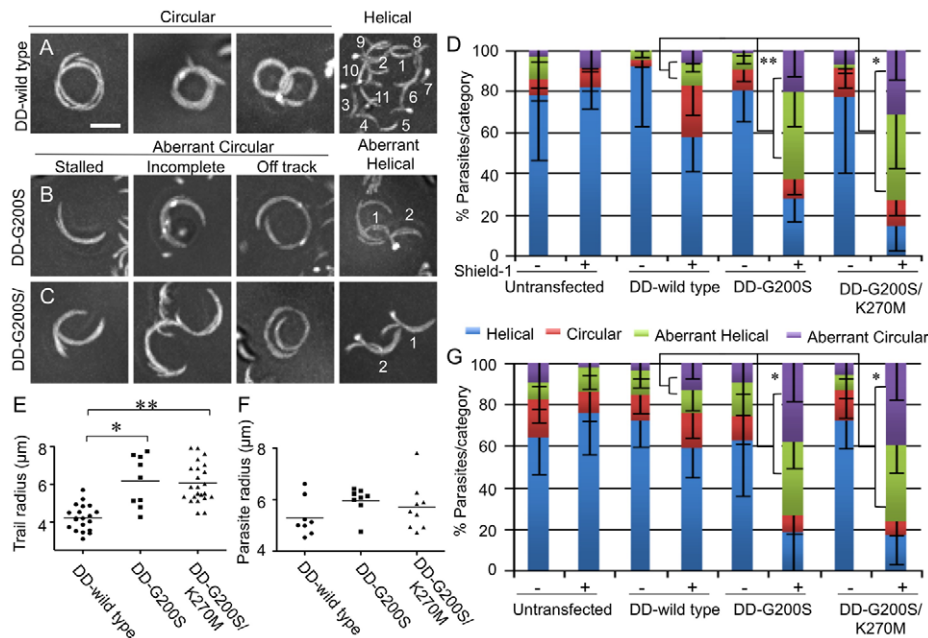 Circular Helical
DD-wild type
A
9 8 2 1 10 7 11 6 3 4 5
Aberrant Circular
Stalled Incomplete Off track Aberrant Helical
DD-G200S
B
1 2
DD-G200S/
C
1 2
D
% Parasites/category
100
80
60
40
20
0
** *
Shield-1 - + - + - + - +
Untransfected DD-wild type DD-G200S DD-G200S/ K270M
Helical Circular Aberrant Helical Aberrant Circular
E
Trail radius (µm)
8
6
4
**
*
DD-wild type
DD-G200S
DD-G200S/ K270M
F
Parasite radius (µm)
8
6
4
DD-wild type
DD-G200S
DD-G200S/ K270M
G
% Parasites/category
100
80
60
40
20
0
* *
- + - + - + - +
Untransfected DD-wild type DD-G200S DD-G200S/ K270M